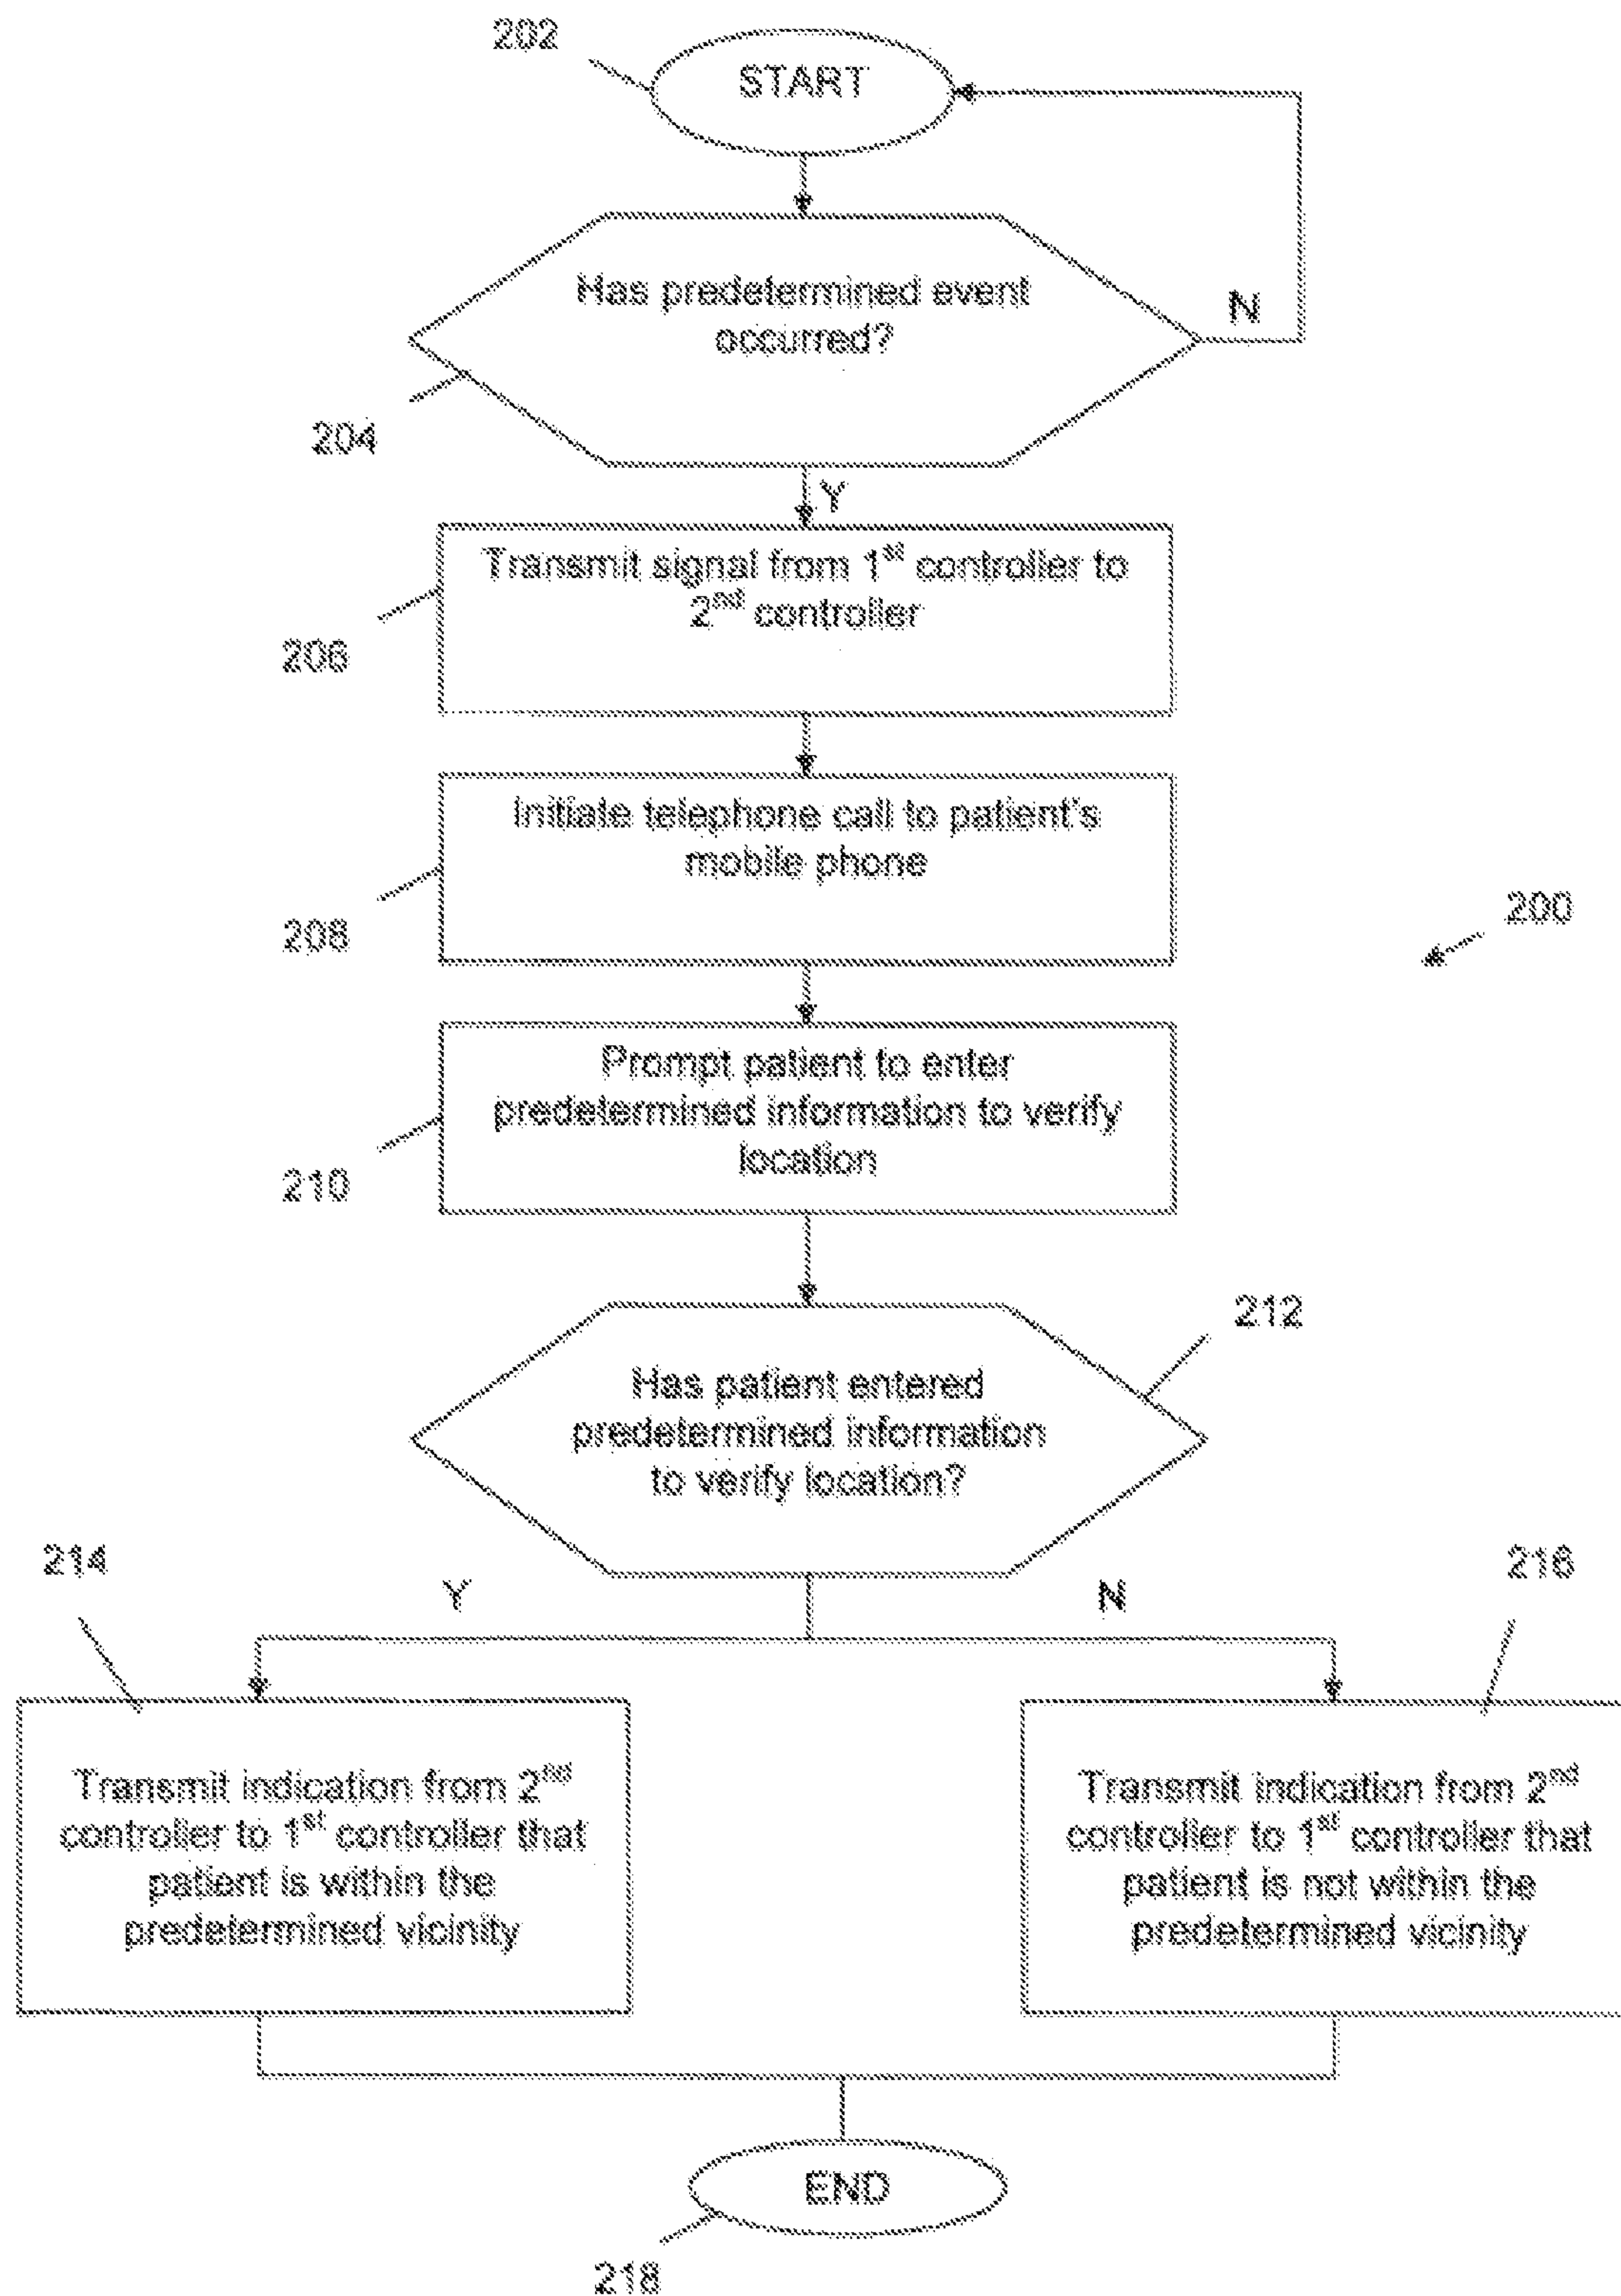 202
START
Has predetermined event
occurred?
N
204
Y
Transmit signal from 1st controller to
2nd controller
206
Initiate telephone call to patient's
mobile phone
208
200
Prompt patient to enter
predetermined information to verify
location
210
212
Has patient entered
predetermined information
to verify location?
214
Y
N
216
Transmit indication from 2nd
controller to 1st controller that
patient is within the
predetermined vicinity
Transmit indication from 2nd
controller to 1st controller that
patient is not within the
predetermined vicinity
END
218